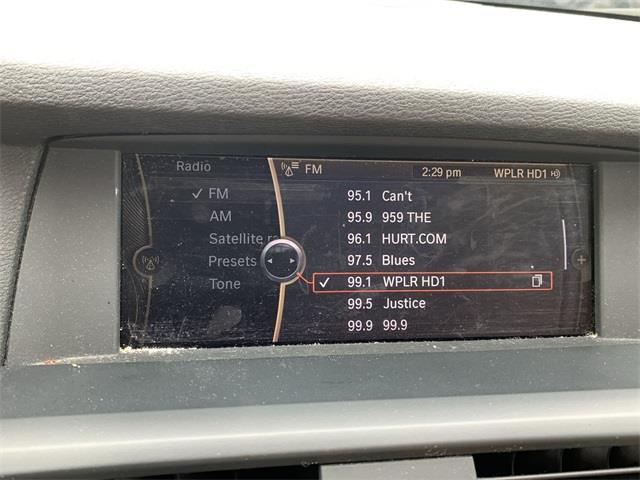 Radio
FM 2:29 pm WPLR HD1
FM
AM
Satellite
Presets
Tone
95.1 Can't
95.9 959 THE
96.1 HURT.COM
97.5 Blues
99.1 WPLR HD1
99.5 Justice
99.9 99.9